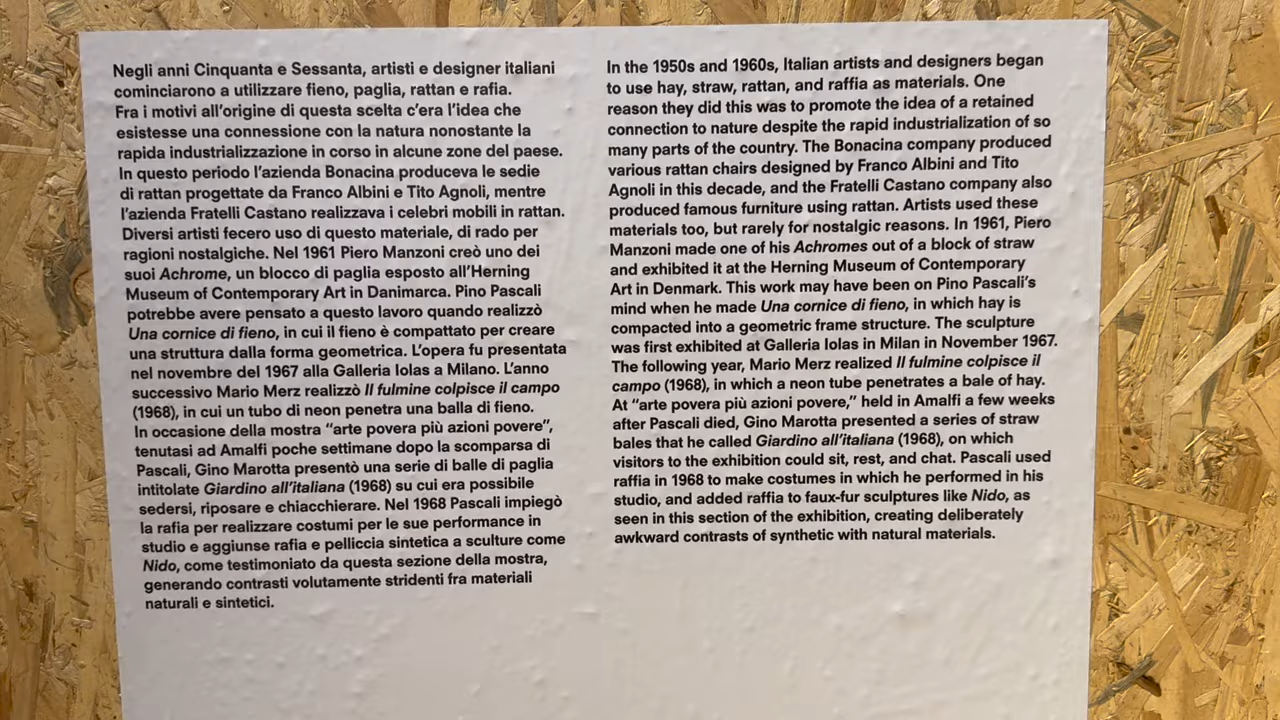 Negli anni Cinquanta e Sessanta, artisti e designer italiani
cominciarono a utilizzare fieno, paglia, rattan e rafia.
Fra i motivi all'origine di questa scelta c'era l'idea che
esistesse una connessione con la natura nonostante la
rapida industrializzazione in corso in alcune zone del paese.
In questo periodo l'azienda Bonacina produceva le sedie
di rattan progettate da Franco Albini e Tito Agnoli, mentre
l'azienda Fratelli Castano realizzava i celebri mobili in rattan.
Diversi artisti fecero uso di questo materiale, di rado per
ragioni nostalgiche. Nel 1961 Piero Manzoni creò uno dei
suoi Achrome, un blocco di paglia esposto all'Herning
Museum of Contemporary Art in Danimarca. Pino Pascali
potrebbe avere pensato a questo lavoro quando realizzò
Una cornice di fieno, in cui il fieno è compattato per creare
una struttura dalla forma geometrica. L'opera fu presentata
nel novembre del 1967 alla Galleria Iolas a Milano. L'anno
successivo Mario Merz realizzò Il fulmine colpisce il campo
(1968), in cui un tubo di neon penetra una balla di fieno.
In occasione della mostra “arte povera più azioni povere”,
tenutasi ad Amalfi poche settimane dopo la scomparsa di
Pascali, Gino Marotta presentò una serie di balle di paglia
intitolate Giardino all'italiana (1968) su cui era possibile
sedersi, riposare e chiacchierare. Nel 1968 Pascali impiegò
la rafia per realizzare costumi per le sue performance in
studio e aggiunse rafia e pelliccia sintetica a sculture come
Nido, come testimoniato da questa sezione della mostra,
generando contrasti volutamente stridenti fra materiali
naturali e sintetici.
In the 1950s and 1960s, Italian artists and designers began
to use hay, straw, rattan, and raffia as materials. One
reason they did this was to promote the idea of a retained
connection to nature despite the rapid industrialization of so
many parts of the country. The Bonacina company produced
various rattan chairs designed by Franco Albini and Tito
Agnoli in this decade, and the Fratelli Castano company also
produced famous furniture using rattan. Artists used these
materials too, but rarely for nostalgic reasons. In 1961, Piero
Manzoni made one of his Achromes out of a block of straw
and exhibited it at the Herning Museum of Contemporary
Art in Denmark. This work may have been on Pino Pascali's
mind when he made Una cornice di fieno, in which hay is
compacted into a geometric frame structure. The sculpture
was first exhibited at Galleria Iolas in Milan in November 1967.
The following year, Mario Merz realized Il fulmine colpisce il
campo (1968), in which a neon tube penetrates a bale of hay.
At “arte povera più azioni povere,” held in Amalfi a few weeks
after Pascali died, Gino Marotta presented a series of straw
bales that he called Giardino all'italiana (1968), on which
visitors to the exhibition could sit, rest, and chat. Pascali used
raffia in 1968 to make costumes in which he performed in his
studio, and added raffia to faux-fur sculptures like Nido, as
seen in this section of the exhibition, creating deliberately
awkward contrasts of synthetic with natural materials.